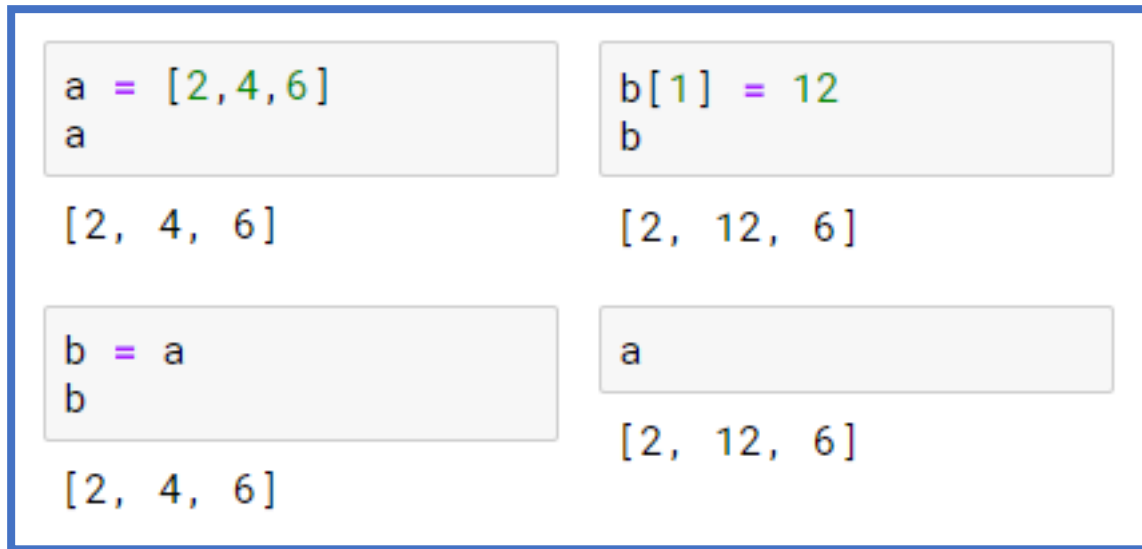 a = [2,4,6]
a
[2, 4, 6]
b = a
b
[2, 4, 6]
b[1] = 12
b
[2, 12, 6]
a
[2, 12, 6]